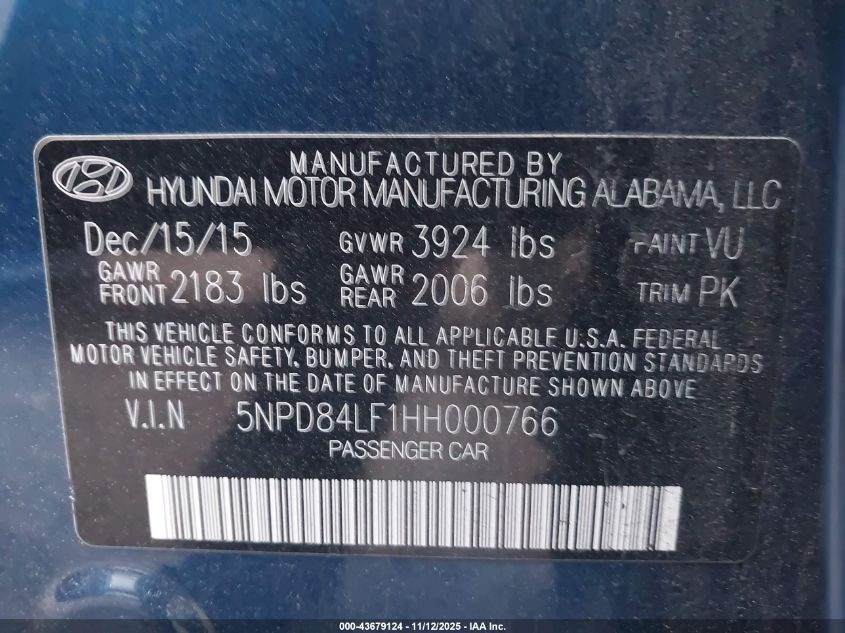 MANUFACTURED BY
HYUNDAI MOTOR MANUFACTURING ALABAMA, LLC
Dec/15/15 GVWR 3924 lbs PAINT VU
GAWR FRONT 2183 lbs GAWR REAR 2006 lbs TRIM PK
THIS VEHICLE CONFORMS TO ALL APPLICABLE U.S.A. FEDERAL
MOTOR VEHICLE SAFETY, BUMPER, AND THEFT PREVENTION STANDARDS
IN EFFECT ON THE DATE OF MANUFACTURE SHOWN ABOVE
V.I.N 5NPD84LF1HH000766
PASSENGER CAR
000-43679124 - 11/12/2025 - IAA Inc.